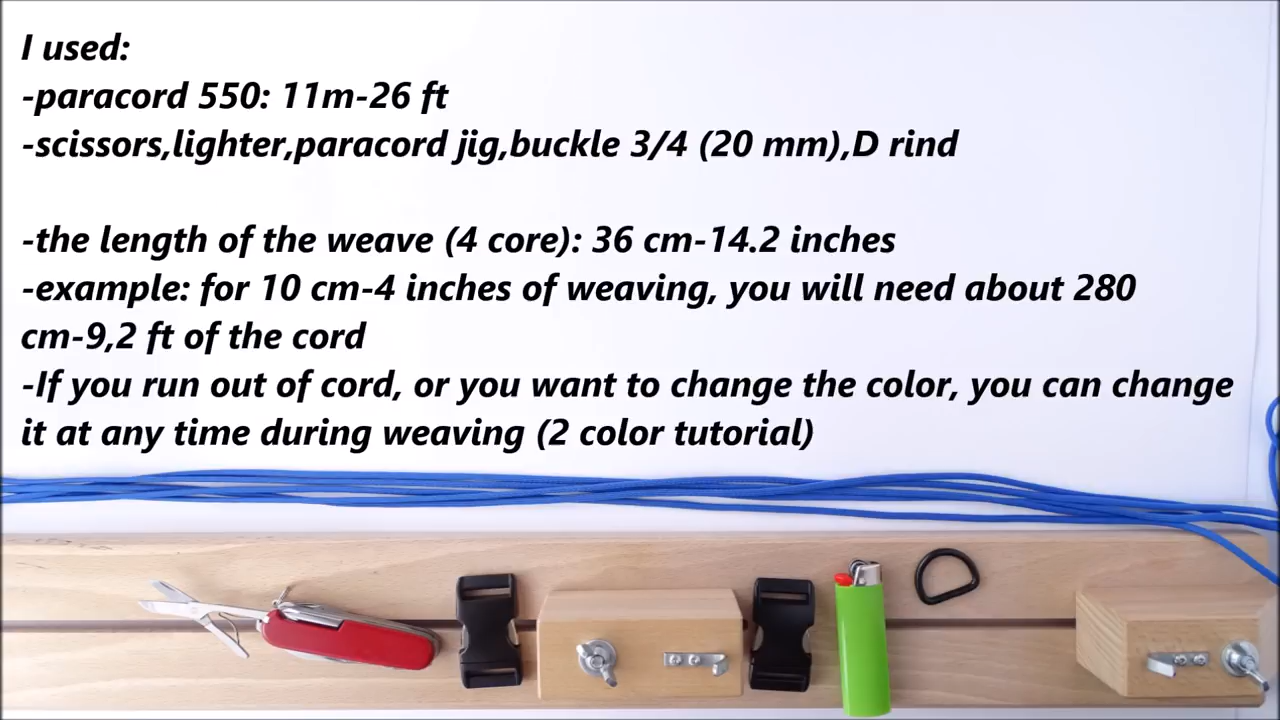 I used:
-paracord 550: 11m-26 ft
-scissors,lighter,paracord jig,buckle 3/4 (20 mm),D rind
-the length of the weave (4 core): 36 cm-14.2 inches
-example: for 10 cm-4 inches of weaving, you will need about 280
cm-9,2 ft of the cord
-If you run out of cord, or you want to change the color, you can change
it at any time during weaving (2 color tutorial)